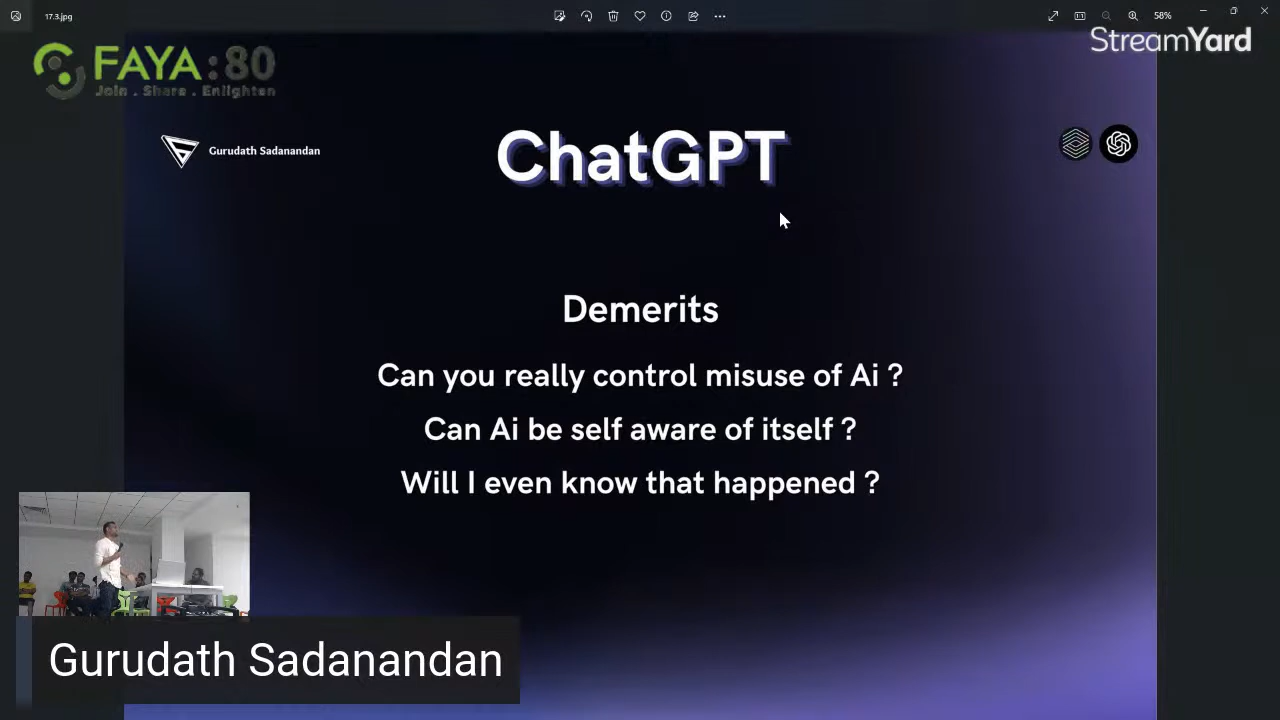 17.3.jpg
58%
FAYA:80
Join . Share . Enlighten
StreamYard
Gurudath Sadanandan
ChatGPT
Demerits
Can you really control misuse of Ai ?
Can Ai be self aware of itself ?
Will I even know that happened ?
Gurudath Sadanandan